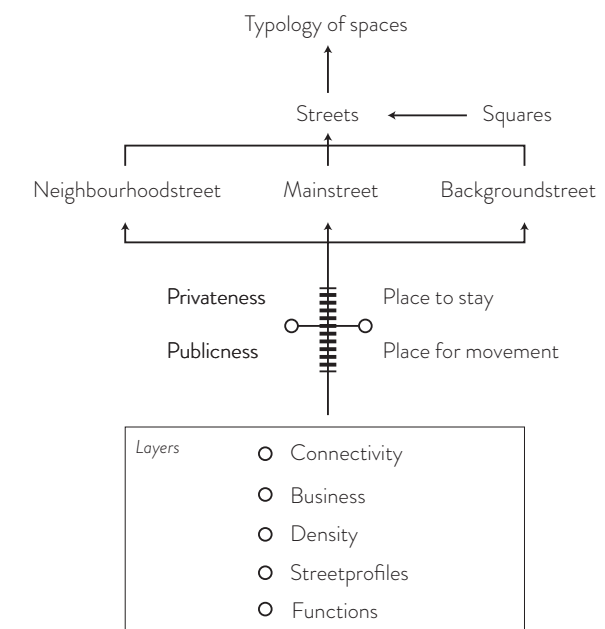 Typology of spaces
Streets
Squares
Neighbourhoodstreet
Mainstreet
Backgroundstreet
Privateness
Place to stay
Publicness
Place for movement
Layers
Connectivity
Business
Density
Streetprofiles
Functions